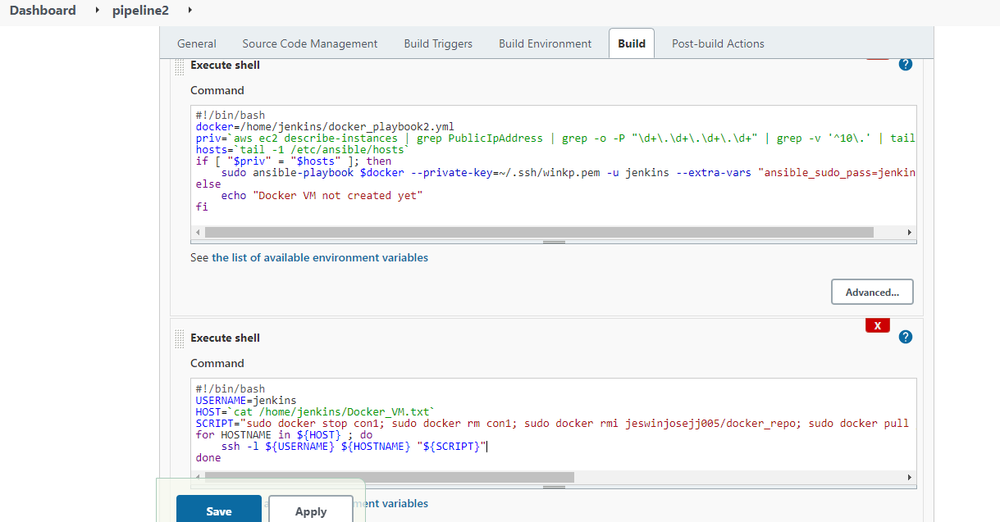 Dashboard pipeline2
General Source Code Management Build Triggers Build Environment Build Post-build Actions
Execute shell
?
Command
#!/bin/bash
docker=/home/jenkins/docker_playbook2.yml
priv=`aws ec2 describe-instances | grep PublicIpAddress | grep -o -P "\d+\.\d+\.\d+\.\d+" | grep -v '^10\.' | tail
hosts=`tail -1 /etc/ansible/hosts`
if [ "$priv" = "$hosts" ]; then
    sudo ansible-playbook $docker --private-key=~/.ssh/winkp.pem -u jenkins --extra-vars "ansible_sudo_pass=jenkin
else
    echo "Docker VM not created yet"
fi
See the list of available environment variables
Advanced...
X
Execute shell
?
Command
#!/bin/bash
USERNAME=jenkins
HOST=`cat /home/jenkins/Docker_VM.txt`
SCRIPT="sudo docker stop con1; sudo docker rm con1; sudo docker rmi jeswinjosejj005/docker_repo; sudo docker pull
for HOSTNAME in ${HOST} ; do
    ssh -l ${USERNAME} ${HOSTNAME} "${SCRIPT}"
done
variables
Save Apply